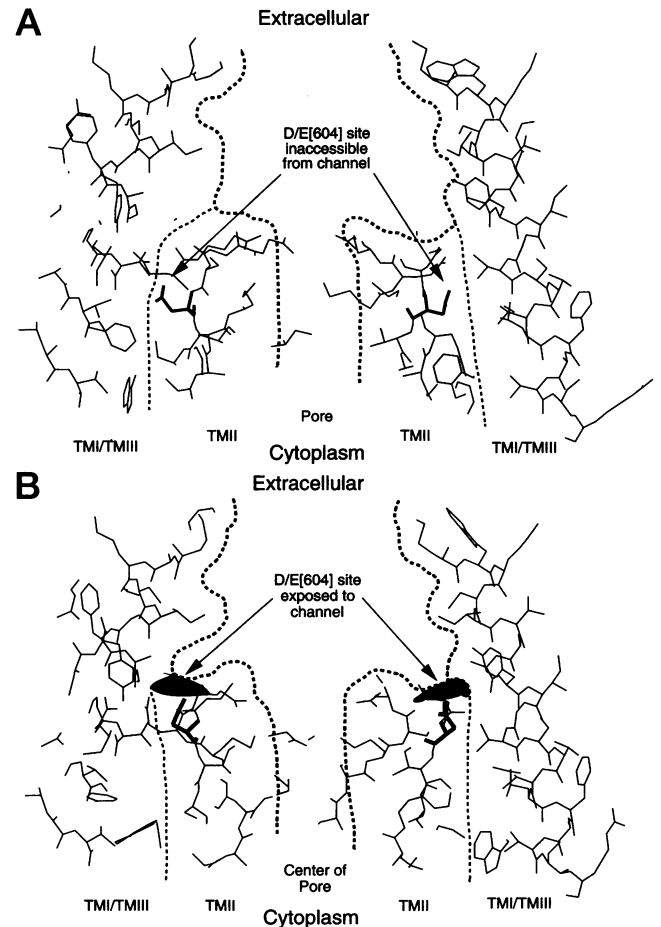 A
Extracellular
D/E[604] site
inaccessible
from channel
Pore
TMI/TMIII
TMII
TMII
TMI/TMIII
Cytoplasm
B
Extracellular
D/E[604] site
exposed to
channel
Center of
Pore
TMI/TMIII
TMII
TMII
TMI/TMIII
Cytoplasm